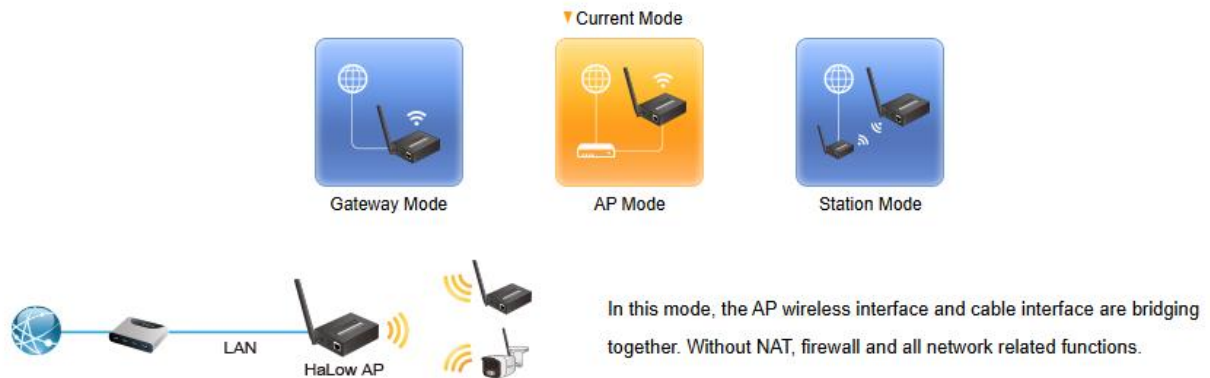 Current Mode
Gateway Mode
AP Mode
Station Mode
LAN
HaLow AP
In this mode, the AP wireless interface and cable interface are bridging
together. Without NAT, firewall and all network related functions.